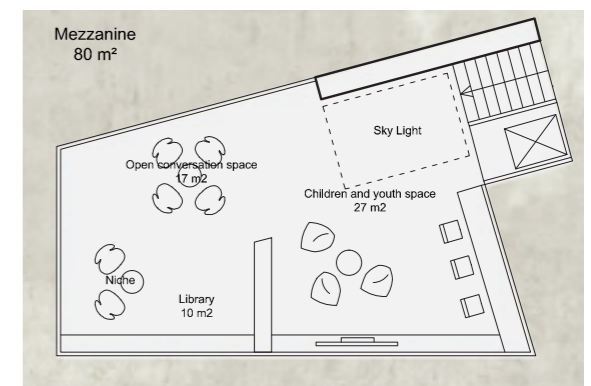 Mezzanine
80 m²
Sky Light
Open conversation space
17 m2
Children and youth space
27 m2
Niche
Library
10 m2